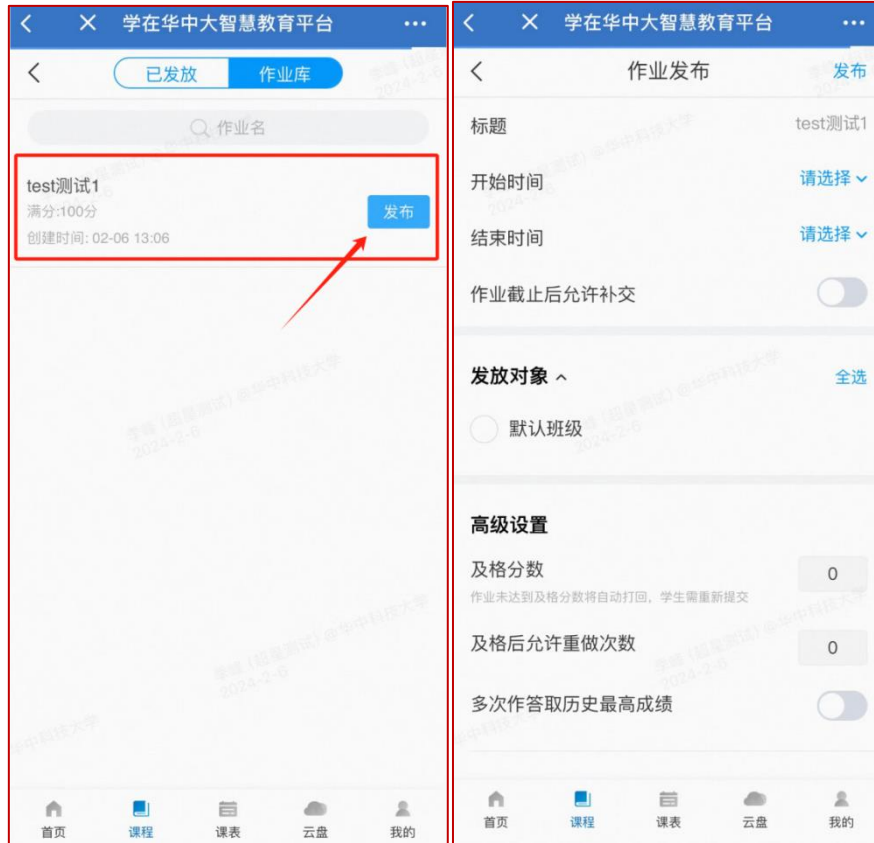 学在华中大智慧教育平台
已发放 作业库
作业名
test测试1
满分:100分
发布
创建时间: 02-06 13:06
首页 课程 课表 云盘 我的
学在华中大智慧教育平台
作业发布 发布
标题 test测试1
开始时间 请选择
结束时间 请选择
作业截止后允许补交
发放对象 全选
默认班级
高级设置
及格分数 0
作业未达到及格分数将自动打回，学生需重新提交
及格后允许重做次数 0
多次作答取历史最高成绩
首页 课程 课表 云盘 我的